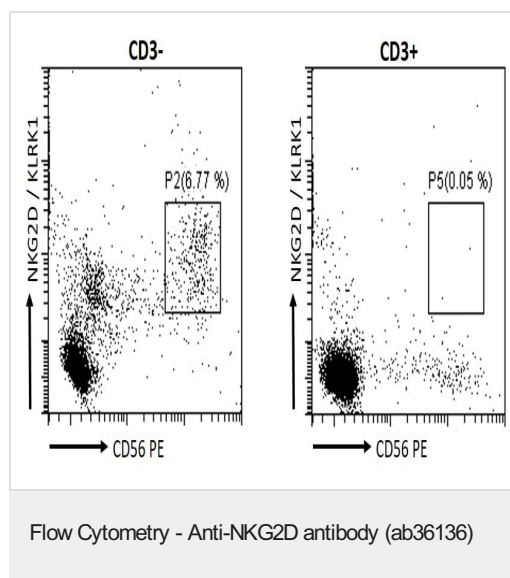 CD3-
CD3+
NKG2D / KLRK1
P2(6.77 %)
CD56 PE
NKG2D / KLRK1
P5(0.05 %)
CD56 PE
Flow Cytometry - Anti-NKG2D antibody (ab36136)